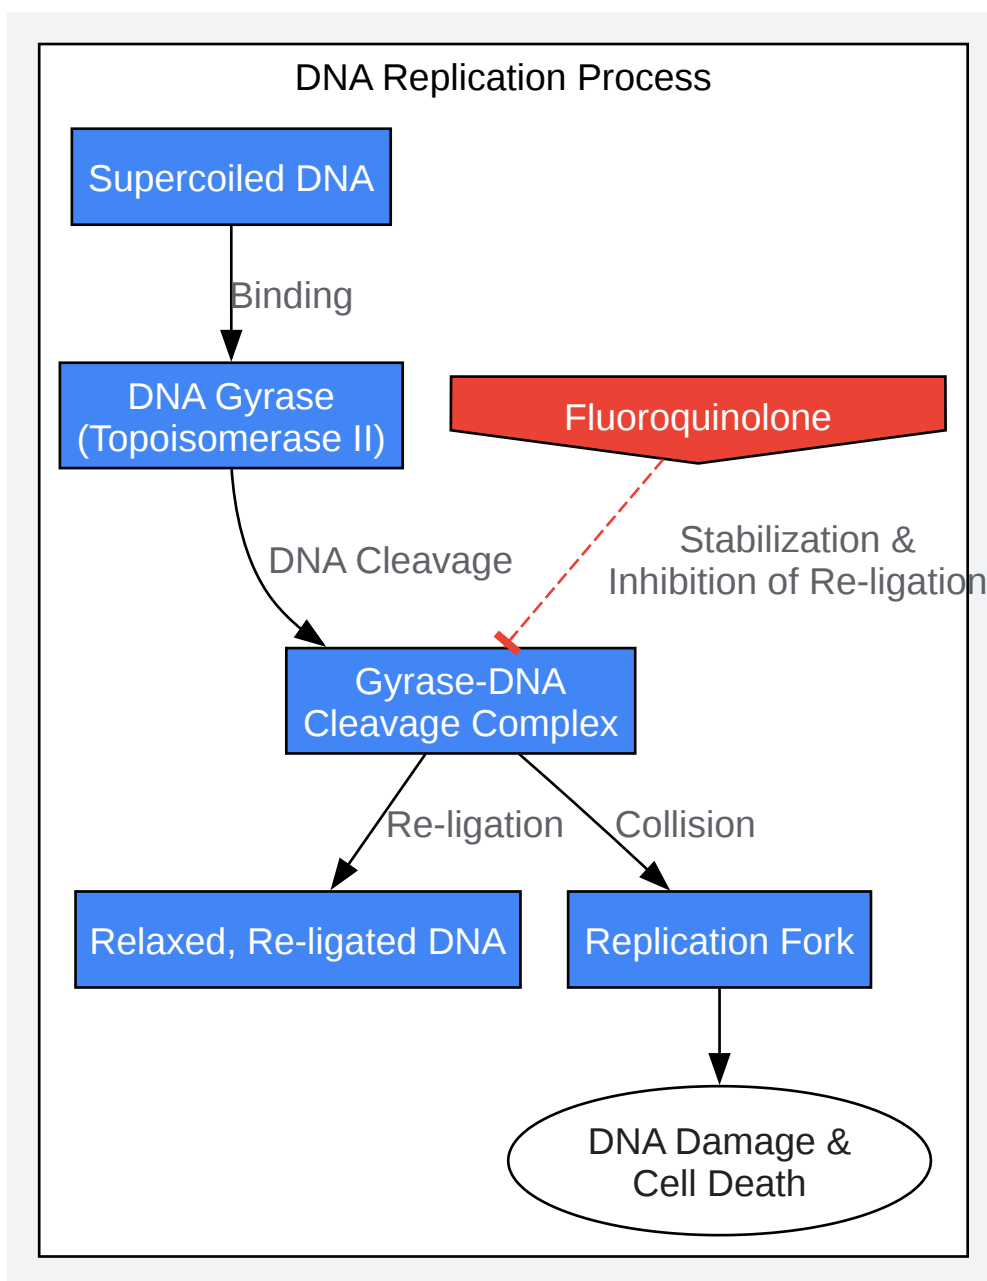 DNA Replication Process
Supercoiled DNA
Binding
DNA Gyrase
(Topoisomerase II)
Fluoroquinolone
DNA Cleavage
Stabilization &
Inhibition of Re-ligation
Gyrase-DNA
Cleavage Complex
Re-ligation
Collision
Relaxed, Re-ligated DNA
Replication Fork
DNA Damage &
Cell Death